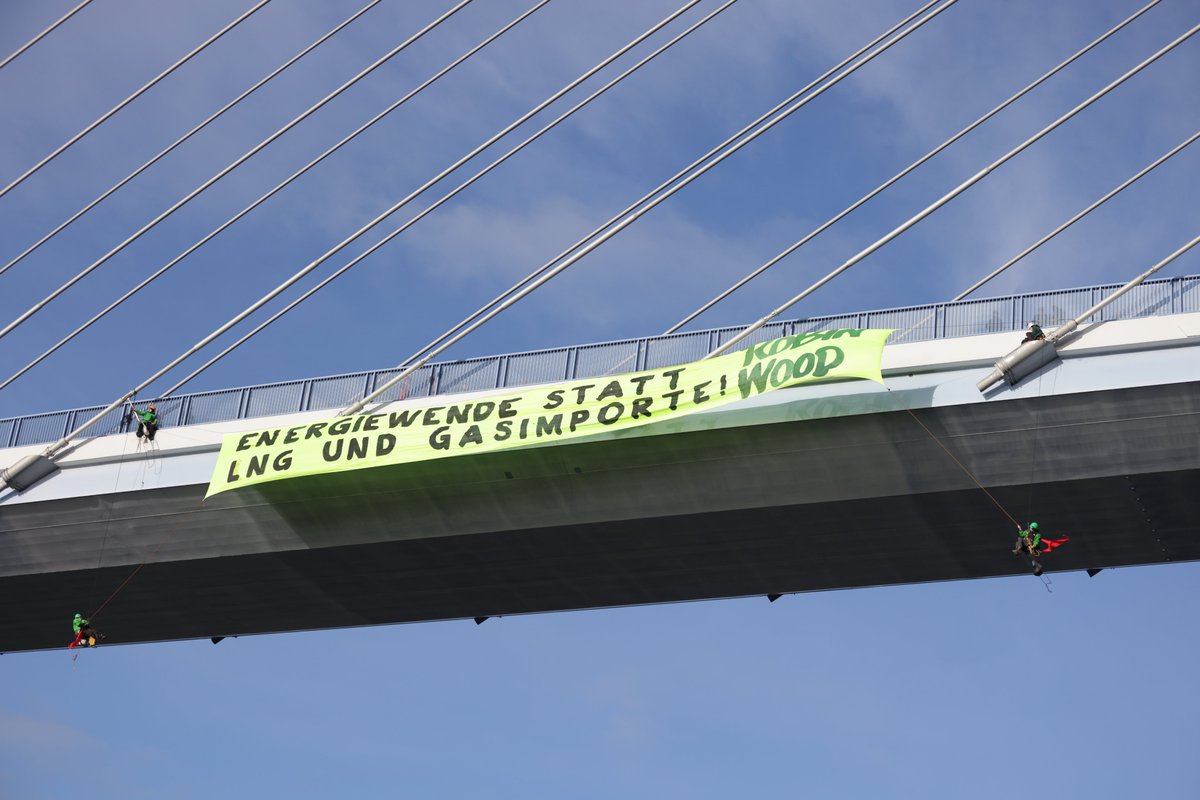 ENERGIEWENDE STATT
LNG UND GASIMPORTE!
ROBIN
WOOD